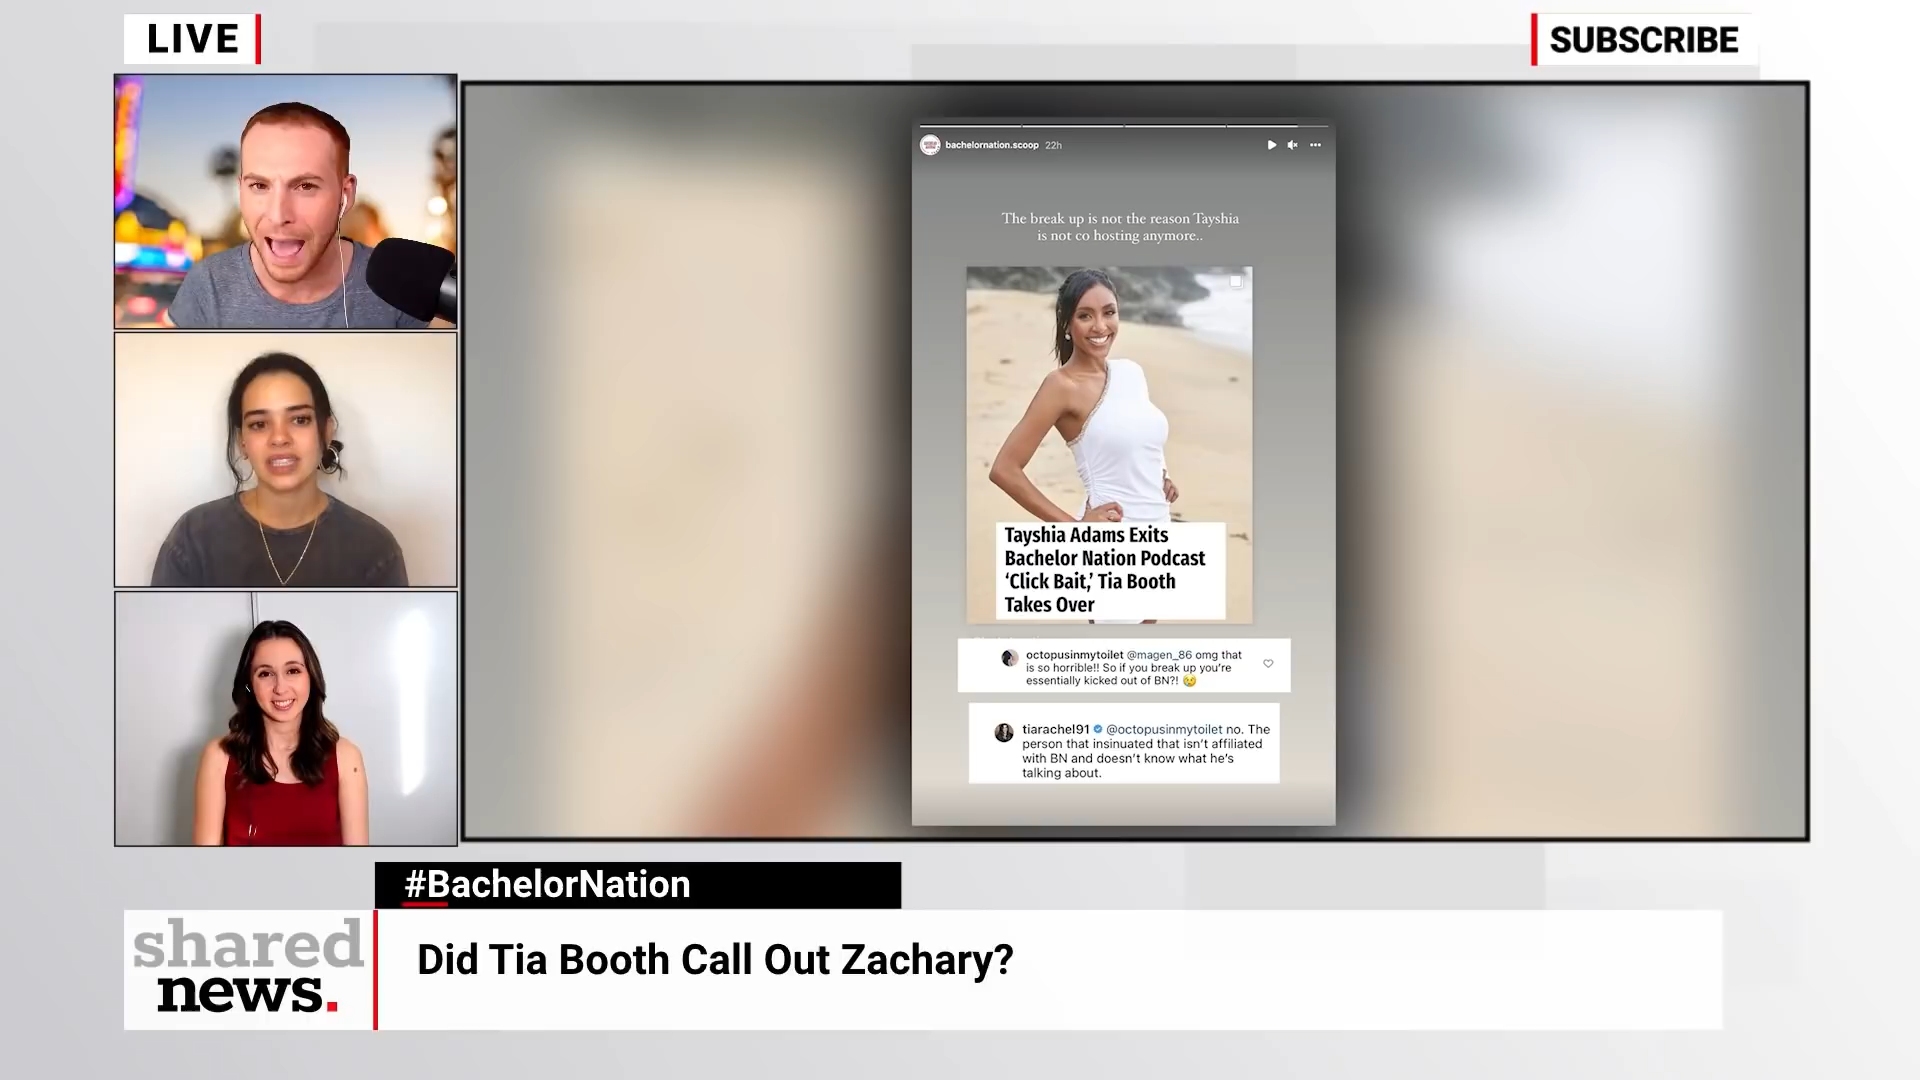 LIVE
SUBSCRIBE
bachelornation.scoop 22h
The break up is not the reason Tayshia
is not co hosting anymore..
Tayshia Adams Exits
Bachelor Nation Podcast
‘Click Bait,’ Tia Booth
Takes Over
octopusinmytoilet @magen_86 omg that
is so horrible!! So if you break up you’re
essentially kicked out of BN?! 😢
tiarachel91 @octopusinmytoilet no. The
person that insinuated that isn’t affiliated
with BN and doesn’t know what he’s
talking about.
#BachelorNation
shared
news.
Did Tia Booth Call Out Zachary?